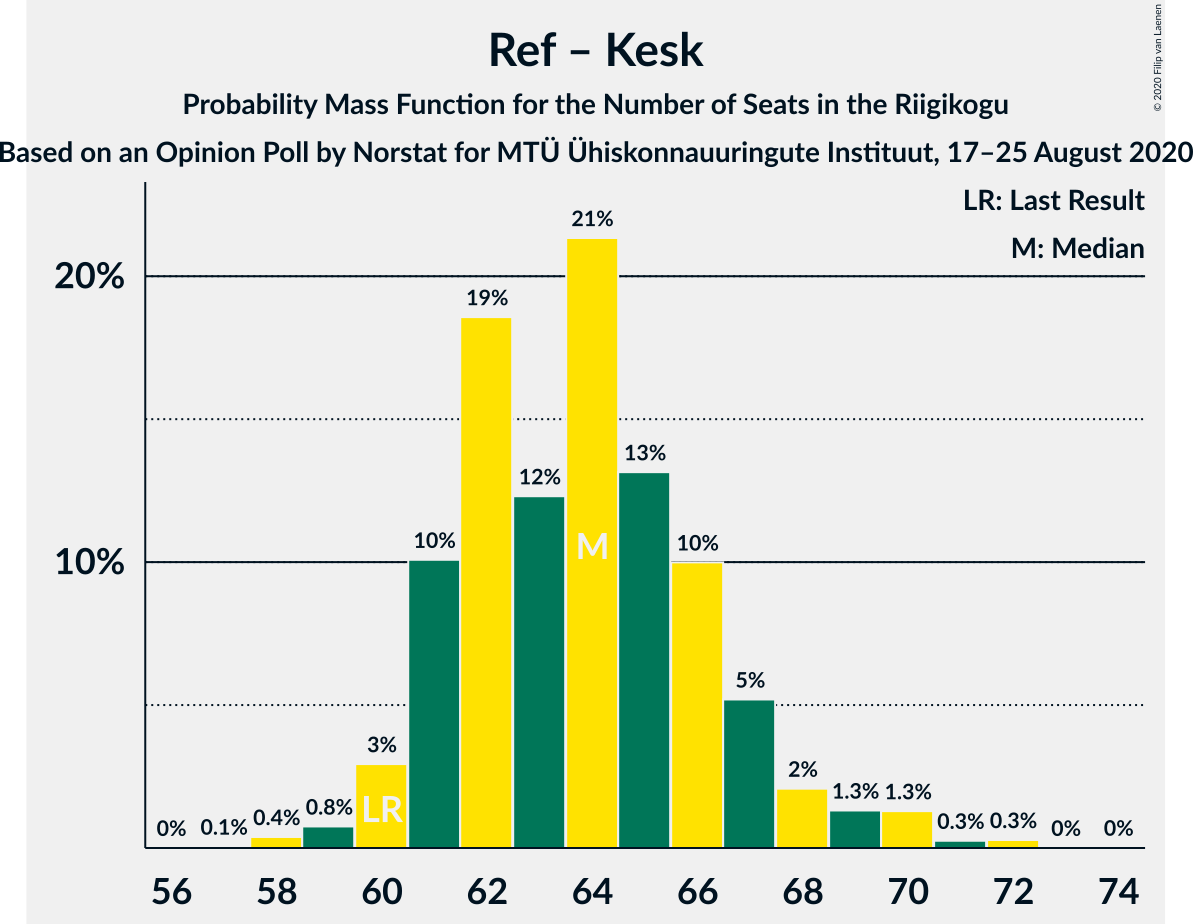 Ref – Kesk
Probability Mass Function for the Number of Seats in the Riigikogu
Based on an Opinion Poll by Norstat for MTÜ Ühiskonnauuringute Instituut, 17–25 August 2020
© 2020 Filip van Laenen
LR: Last Result
M: Median
20%
10%
0%
0.1%
0.4%
0.8%
3%
10%
19%
12%
21%
13%
10%
5%
2%
1.3%
1.3%
0.3%
0.3%
0%
0%
LR
M
56 58 60 62 64 66 68 70 72 74